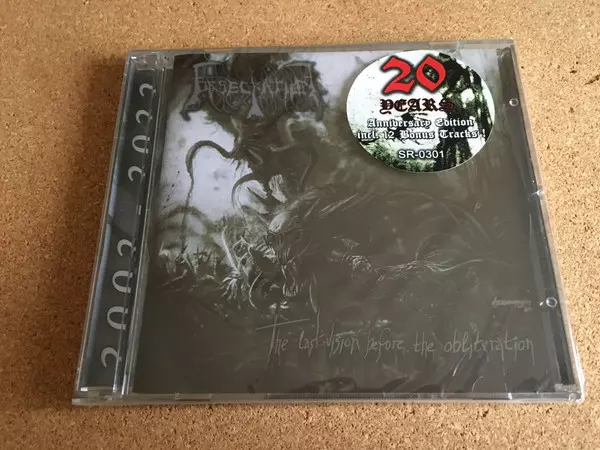 20
YEARS
Anniversary Edition
incl. 12 Bonus Tracks !
SR-0301
2002 - 2022
The last vision before the obliteration